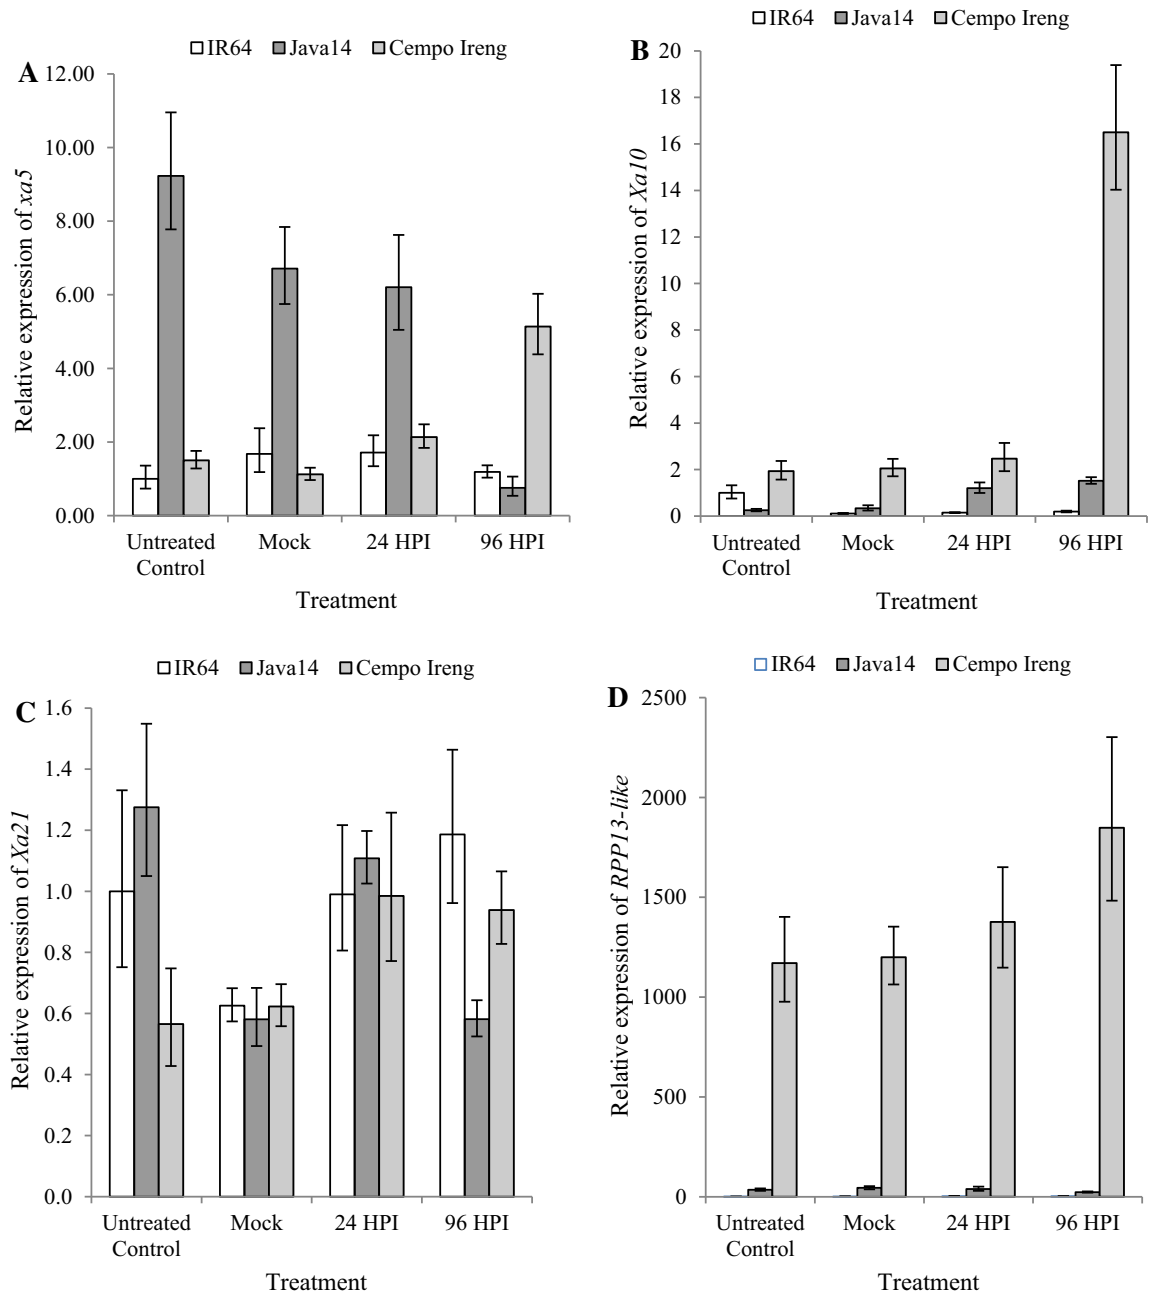 IR64 Java14 Cempo Ireng
A
12.00
10.00
8.00
6.00
4.00
2.00
0.00
Relative expression of xa5
Untreated Control Mock 24 HPI 96 HPI
Treatment
IR64 Java14 Cempo Ireng
B
20
18
16
14
12
10
8
6
4
2
0
Relative expression of Xa10
Untreated Control Mock 24 HPI 96 HPI
Treatment
IR64 Java14 Cempo Ireng
C
1.6
1.4
1.2
1.0
0.8
0.6
0.4
0.2
0.0
Relative expression of Xa21
Untreated Control Mock 24 HPI 96 HPI
Treatment
IR64 Java14 Cempo Ireng
D
2500
2000
1500
1000
500
0
Relative expression of RPP13-like
Untreated Control Mock 24 HPI 96 HPI
Treatment